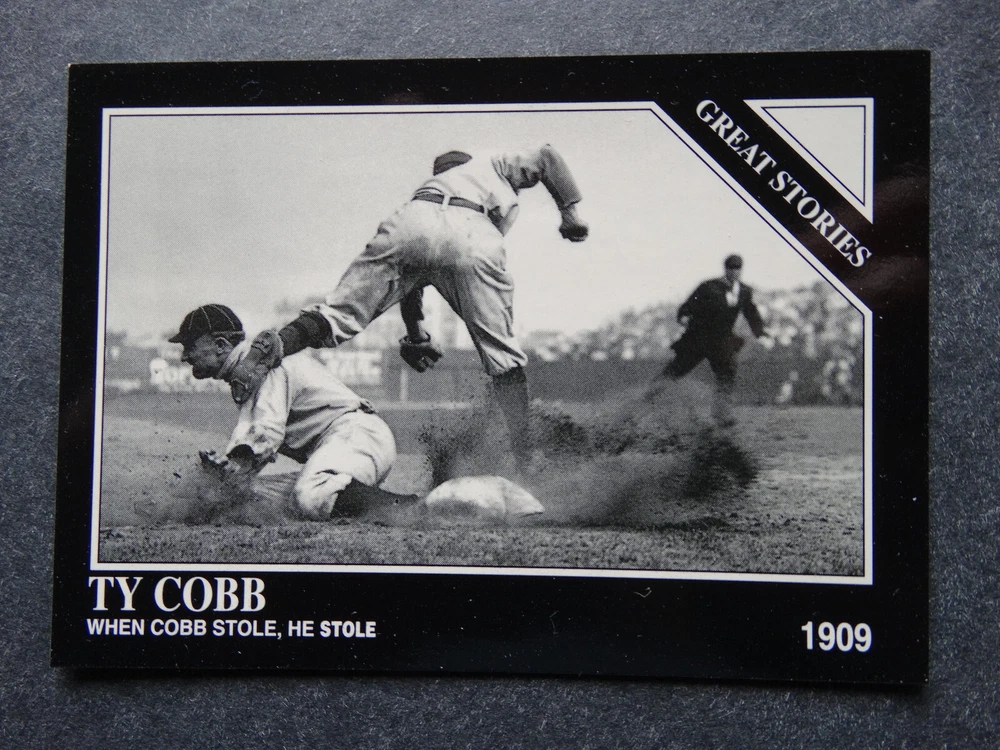 GREAT STORIES
TY COBB
WHEN COBB STOLE, HE STOLE
1909